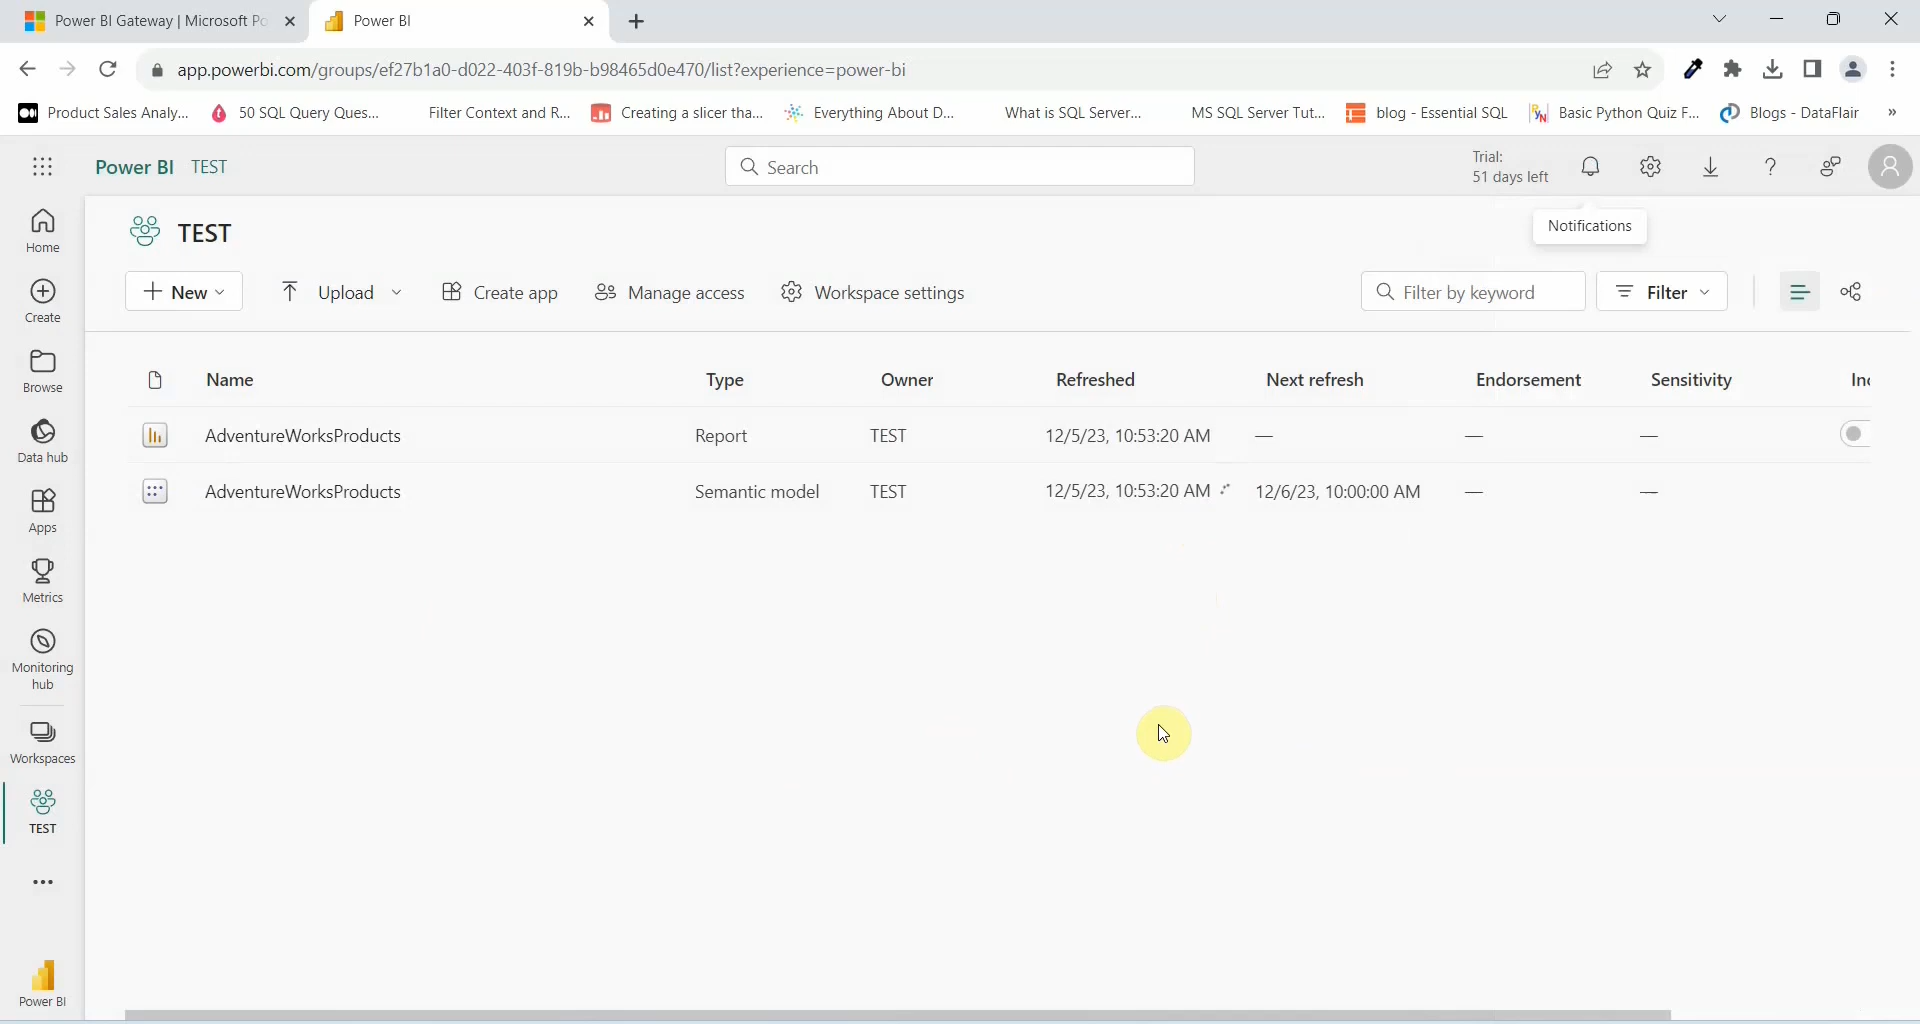 Power BI Gateway | Microsoft Po
Power BI
app.powerbi.com/groups/ef27b1a0-d022-403f-819b-b98465d0e470/list?experience=power-bi
Product Sales Analy...
50 SQL Query Ques...
Filter Context and R...
Creating a slicer tha...
Everything About D...
What is SQL Server...
MS SQL Server Tut...
blog - Essential SQL
Basic Python Quiz F...
Blogs - DataFlair
»
Power BI TEST
Search
Trial:
51 days left
Notifications
Home
Create
Browse
Data hub
Apps
Metrics
Monitoring
hub
Workspaces
TEST
Power BI
TEST
New
Upload
Create app
Manage access
Workspace settings
Filter by keyword
Filter
Name Type Owner Refreshed Next refresh Endorsement Sensitivity Inc
AdventureWorksProducts Report TEST 12/5/23, 10:53:20 AM — — —
AdventureWorksProducts Semantic model TEST 12/5/23, 10:53:20 AM 12/6/23, 10:00:00 AM — —